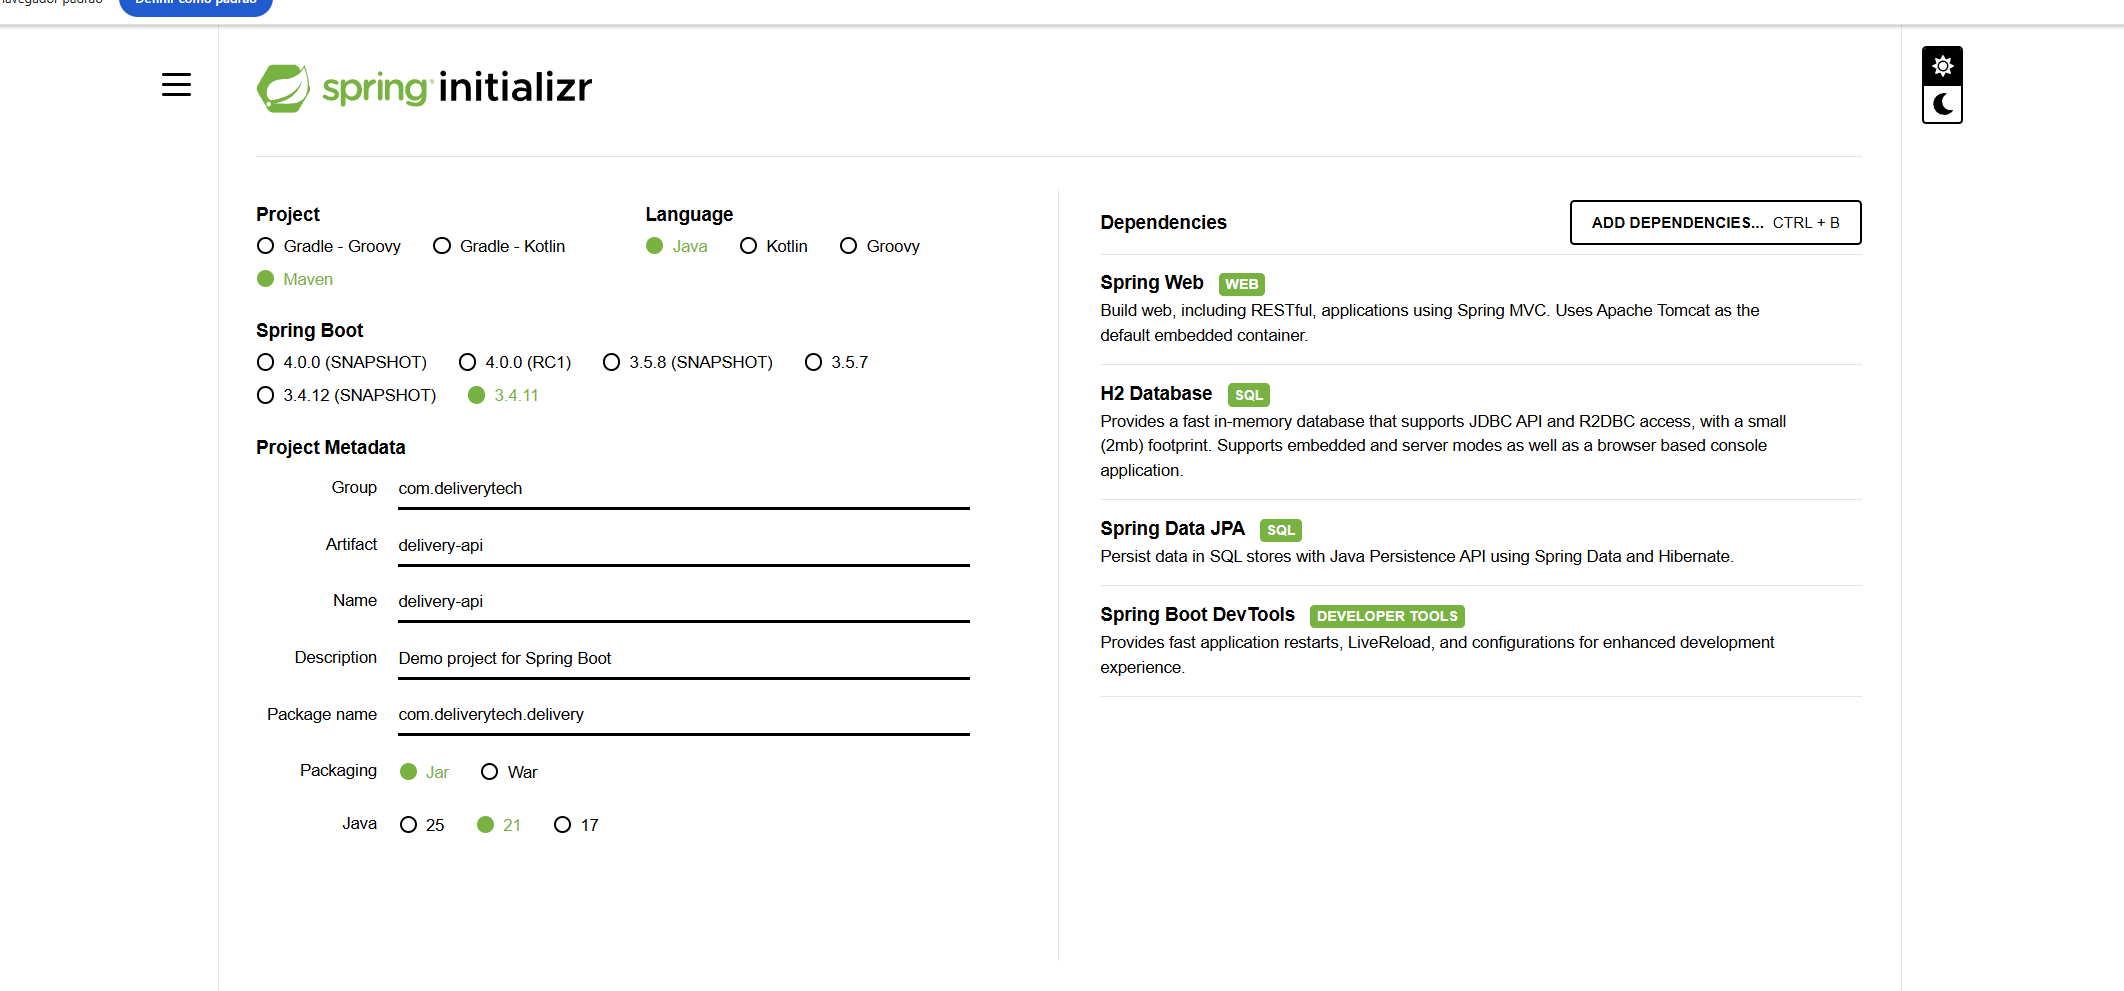 navegador padrão Definir como padrão
spring initializr
Project
Gradle - Groovy Gradle - Kotlin
Maven
Language
Java Kotlin Groovy
Spring Boot
4.0.0 (SNAPSHOT) 4.0.0 (RC1) 3.5.8 (SNAPSHOT) 3.5.7
3.4.12 (SNAPSHOT) 3.4.11
Project Metadata
Group com.deliverytech
Artifact delivery-api
Name delivery-api
Description Demo project for Spring Boot
Package name com.deliverytech.delivery
Packaging Jar War
Java 25 21 17
Dependencies ADD DEPENDENCIES... CTRL + B
Spring Web WEB
Build web, including RESTful, applications using Spring MVC. Uses Apache Tomcat as the
default embedded container.
H2 Database SQL
Provides a fast in-memory database that supports JDBC API and R2DBC access, with a small
(2mb) footprint. Supports embedded and server modes as well as a browser based console
application.
Spring Data JPA SQL
Persist data in SQL stores with Java Persistence API using Spring Data and Hibernate.
Spring Boot DevTools DEVELOPER TOOLS
Provides fast application restarts, LiveReload, and configurations for enhanced development
experience.